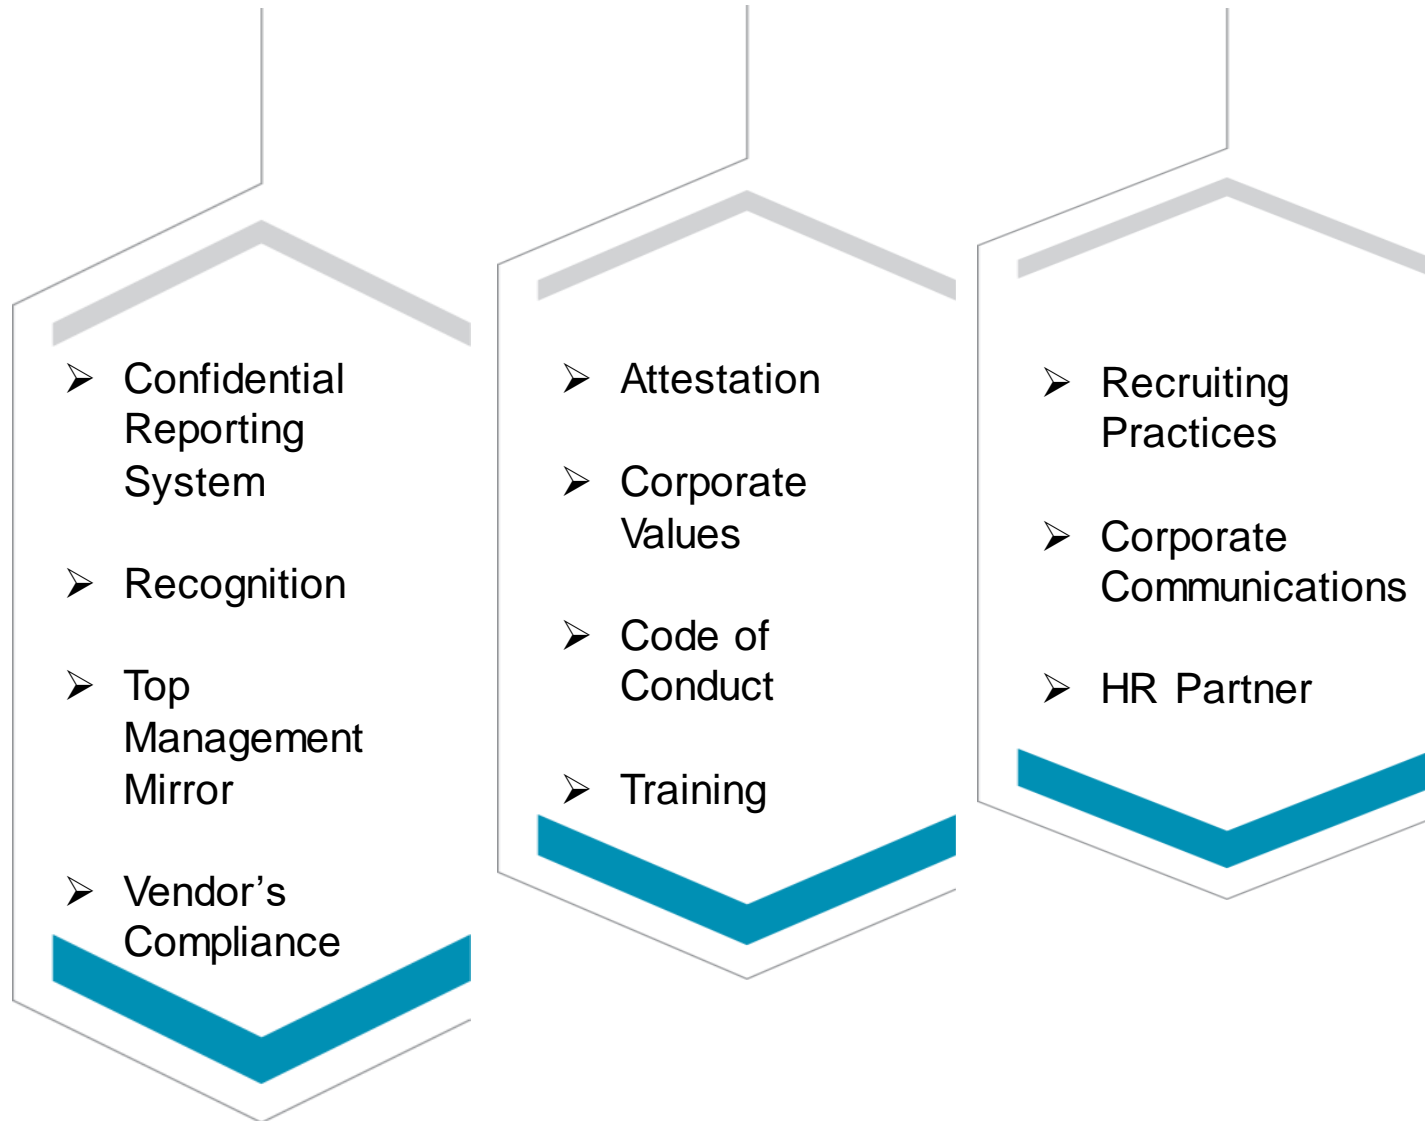 ➢ Confidential
Reporting
System
➢ Recognition
➢ Top
Management
Mirror
➢ Vendor’s
Compliance
➢ Attestation
➢ Corporate
Values
➢ Code of
Conduct
➢ Training
➢ Recruiting
Practices
➢ Corporate
Communications
➢ HR Partner